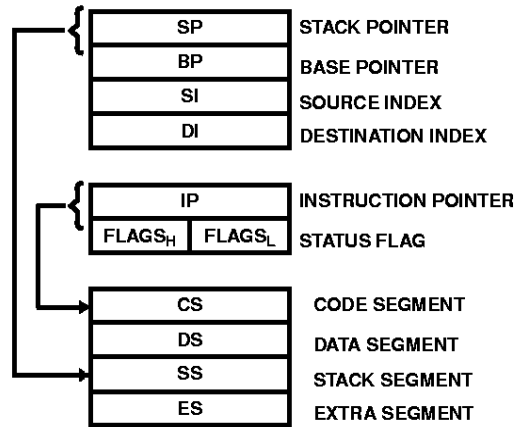 SP STACK POINTER
BP BASE POINTER
SI SOURCE INDEX
DI DESTINATION INDEX
IP INSTRUCTION POINTER
FLAGSH FLAGSL STATUS FLAG
CS CODE SEGMENT
DS DATA SEGMENT
SS STACK SEGMENT
ES EXTRA SEGMENT